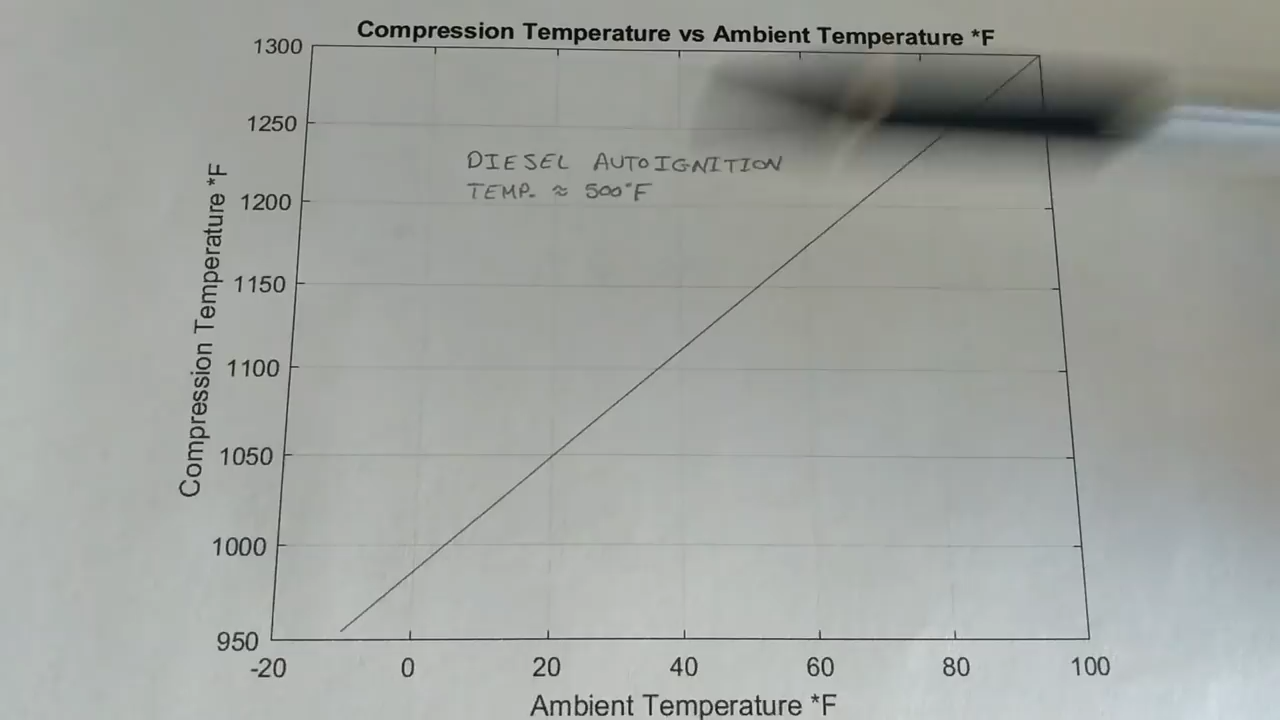 Compression Temperature vs Ambient Temperature *F
1300
1250
1200
1150
1100
1050
1000
950
Compression Temperature *F
DIESEL AUTOIGNITION
TEMP. ≈ 500°F
-20 0 20 40 60 80 100
Ambient Temperature *F